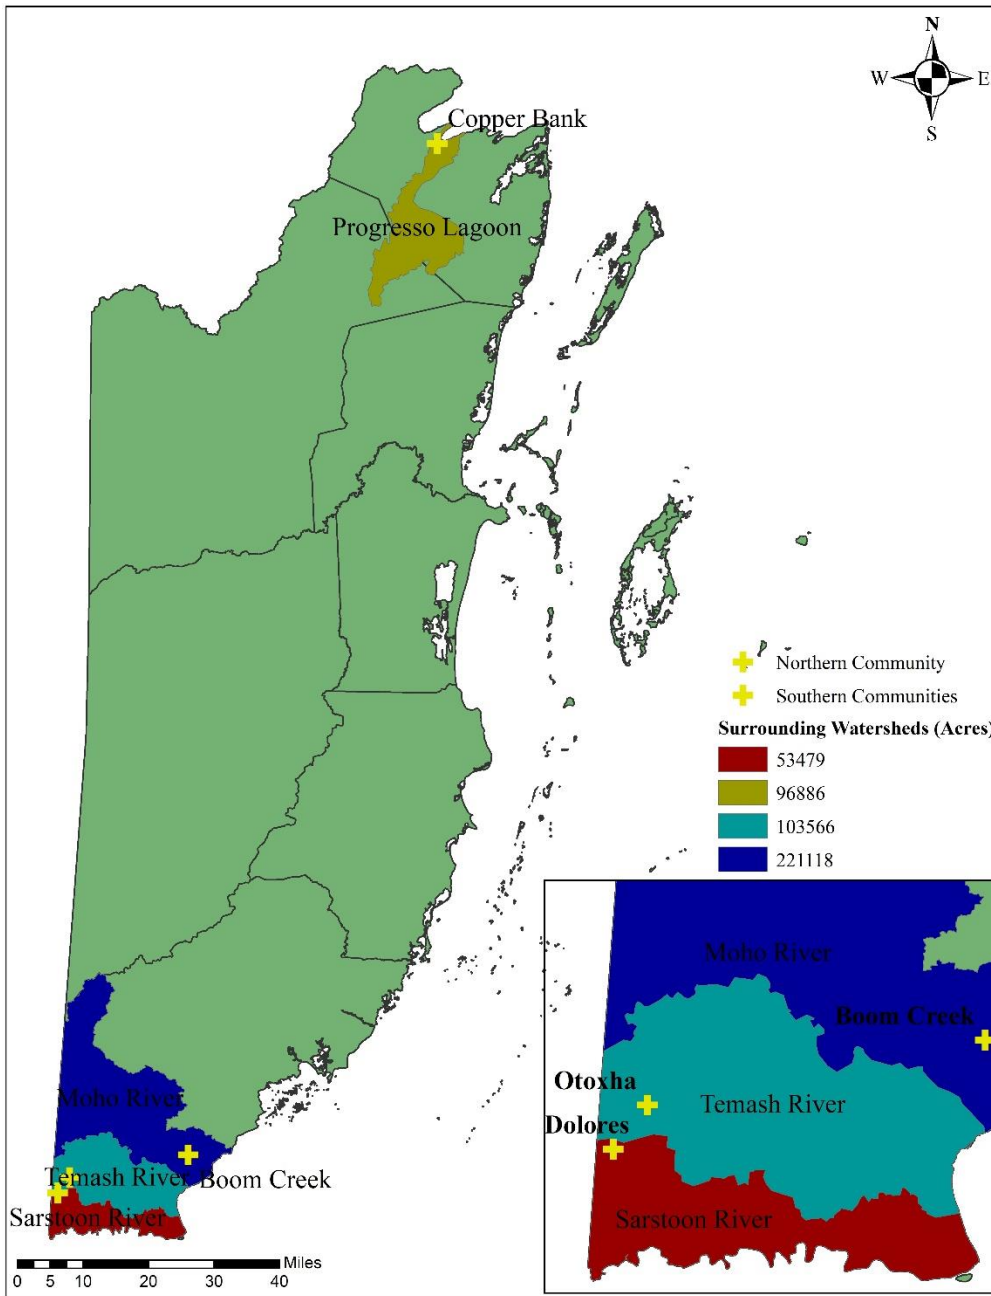 N
W E
S
Copper Bank
Progresso Lagoon
Northern Community
Southern Communities
Surrounding Watersheds (Acres)
53479
96886
103566
221118
Moho River
Temash River
Boom Creek
Sarstoon River
Miles
0 5 10 20 30 40
Moho River
Boom Creek
Otoxha
Temash River
Dolores
Sarstoon River